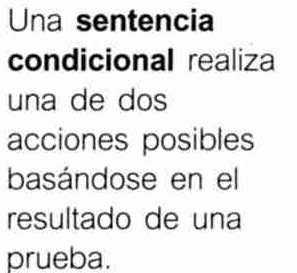 Una sentencia
condicional realiza
una de dos
acciones posibles
basándose en el
resultado de una
prueba.